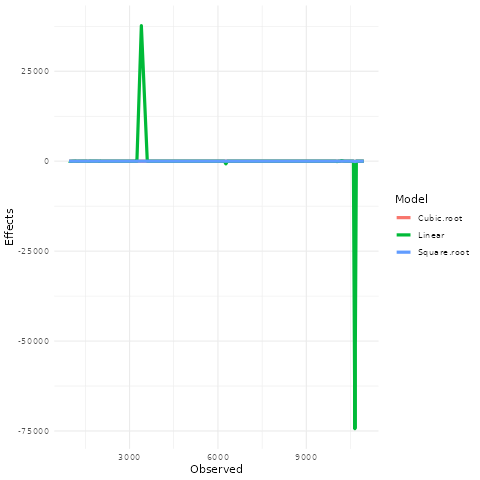 25000
0
-25000
-50000
-75000
3000 6000 9000
Observed
Effects
Model
Cubic.root
Linear
Square.root